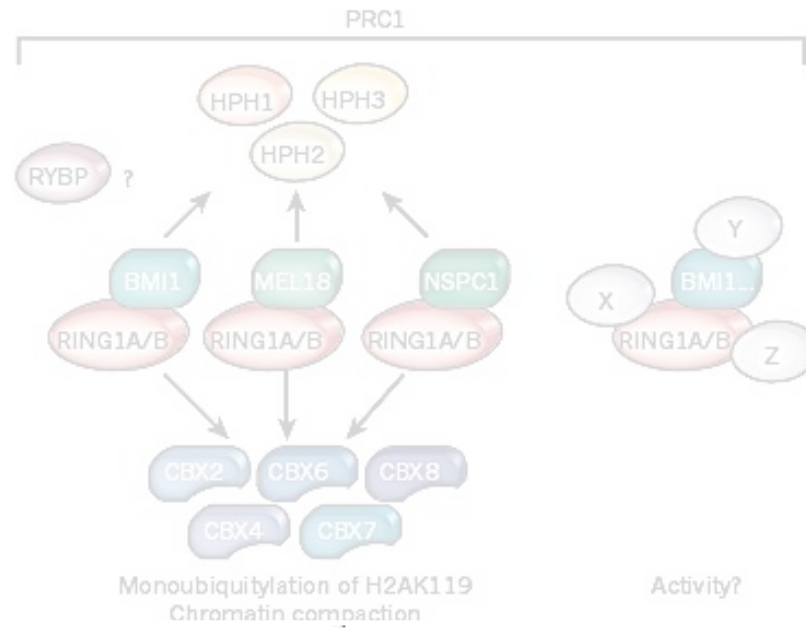 PRC1
HPH1
HPH3
HPH2
RYBP
?
Y
BMI1
MEL18
NSPC1
BMI1...
X
RING1A/B
RING1A/B
RING1A/B
RING1A/B
Z
CBX2
CBX6
CBX8
CBX4
CBX7
Monoubiquitylation of H2AK119
Activity?
Chromatin compaction